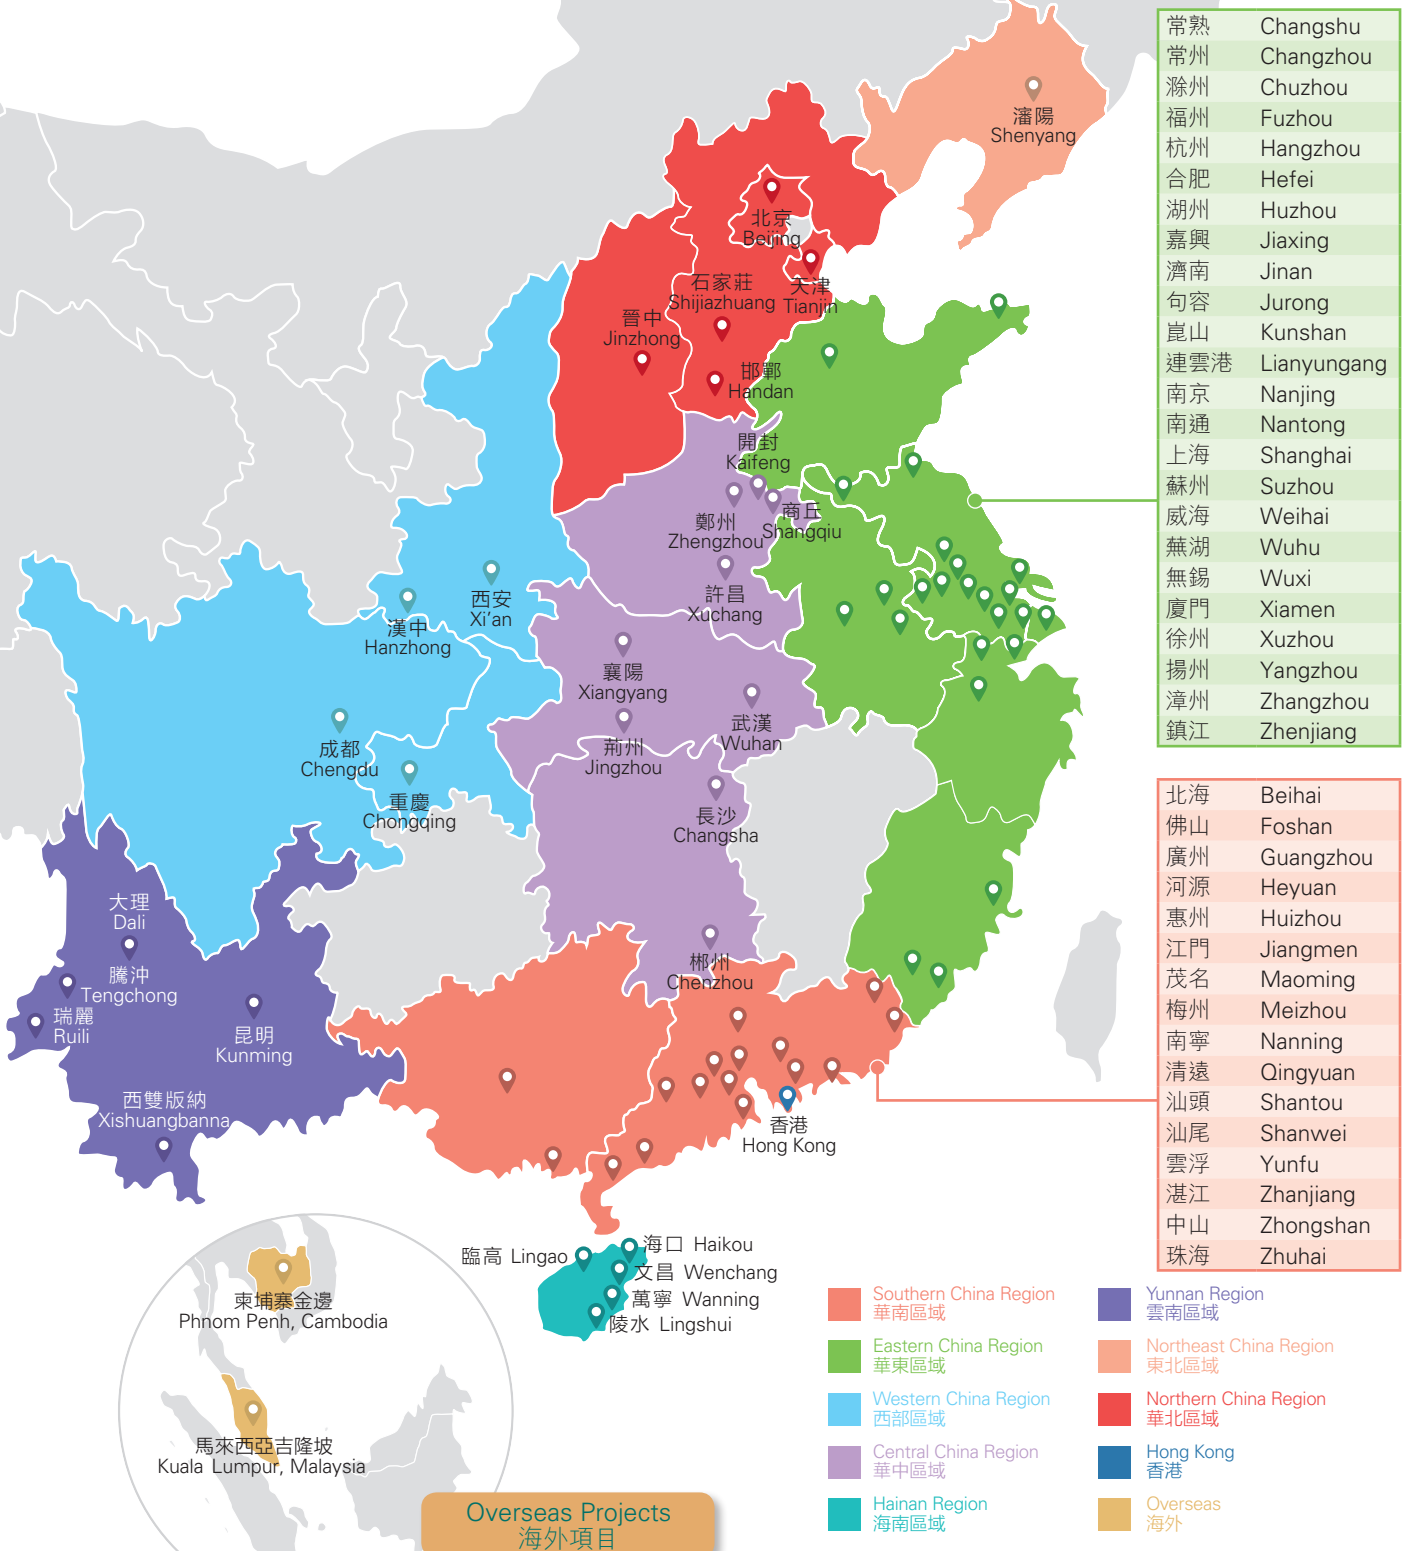 常熟 Changshu
常州 Changzhou
滁州 Chuzhou
福州 Fuzhou
杭州 Hangzhou
合肥 Hefei
湖州 Huzhou
嘉興 Jiaxing
濟南 Jinan
句容 Jurong
崑山 Kunshan
連雲港 Lianyungang
南京 Nanjing
南通 Nantong
上海 Shanghai
蘇州 Suzhou
威海 Weihai
蕪湖 Wuhu
無錫 Wuxi
廈門 Xiamen
徐州 Xuzhou
揚州 Yangzhou
漳州 Zhangzhou
鎮江 Zhenjiang
瀋陽
Shenyang
北京
Beijing
石家莊
Shijiazhuang
天津
Tianjin
晉中
Jinzhong
邯鄲
Handan
開封
Kaifeng
鄭州
Zhengzhou
商丘
Shangqiu
許昌
Xuchang
西安
Xi'an
漢中
Hanzhong
襄陽
Xiangyang
武漢
Wuhan
荊州
Jingzhou
成都
Chengdu
重慶
Chongqing
長沙
Changsha
郴州
Chenzhou
大理
Dali
騰沖
Tengchong
瑞麗
Ruili
昆明
Kunming
西雙版納
Xishuangbanna
香港
Hong Kong
北海 Beihai
佛山 Foshan
廣州 Guangzhou
河源 Heyuan
惠州 Huizhou
江門 Jiangmen
茂名 Maoming
梅州 Meizhou
南寧 Nanning
清遠 Qingyuan
汕頭 Shantou
汕尾 Shanwei
雲浮 Yunfu
湛江 Zhanjiang
中山 Zhongshan
珠海 Zhuhai
臨高 Lingao
海口 Haikou
文昌 Wenchang
萬寧 Wanning
陵水 Lingshui
柬埔寨金邊
Phnom Penh, Cambodia
馬來西亞吉隆坡
Kuala Lumpur, Malaysia
Overseas Projects
海外項目
Southern China Region
華南區域
Eastern China Region
華東區域
Western China Region
西部區域
Central China Region
華中區域
Hainan Region
海南區域
Yunnan Region
雲南區域
Northeast China Region
東北區域
Northern China Region
華北區域
Hong Kong
香港
Overseas
海外